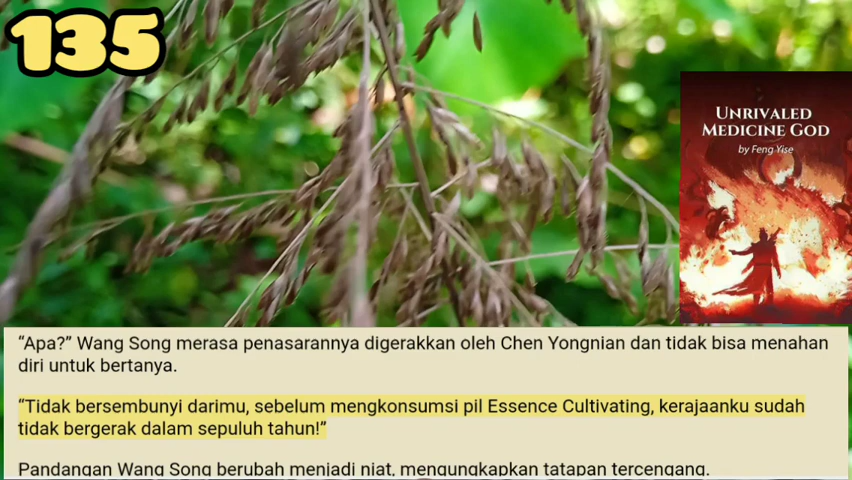 135
UNRIVALED
MEDICINE GOD
by Feng Yise
“Apa?” Wang Song merasa penasarannya digerakkan oleh Chen Yongnian dan tidak bisa menahan
diri untuk bertanya.
“Tidak bersembunyi darimu, sebelum mengkonsumsi pil Essence Cultivating, kerajaanku sudah
tidak bergerak dalam sepuluh tahun!”
Pandangan Wang Song berubah menjadi niat, mengungkapkan tatapan tercengang.